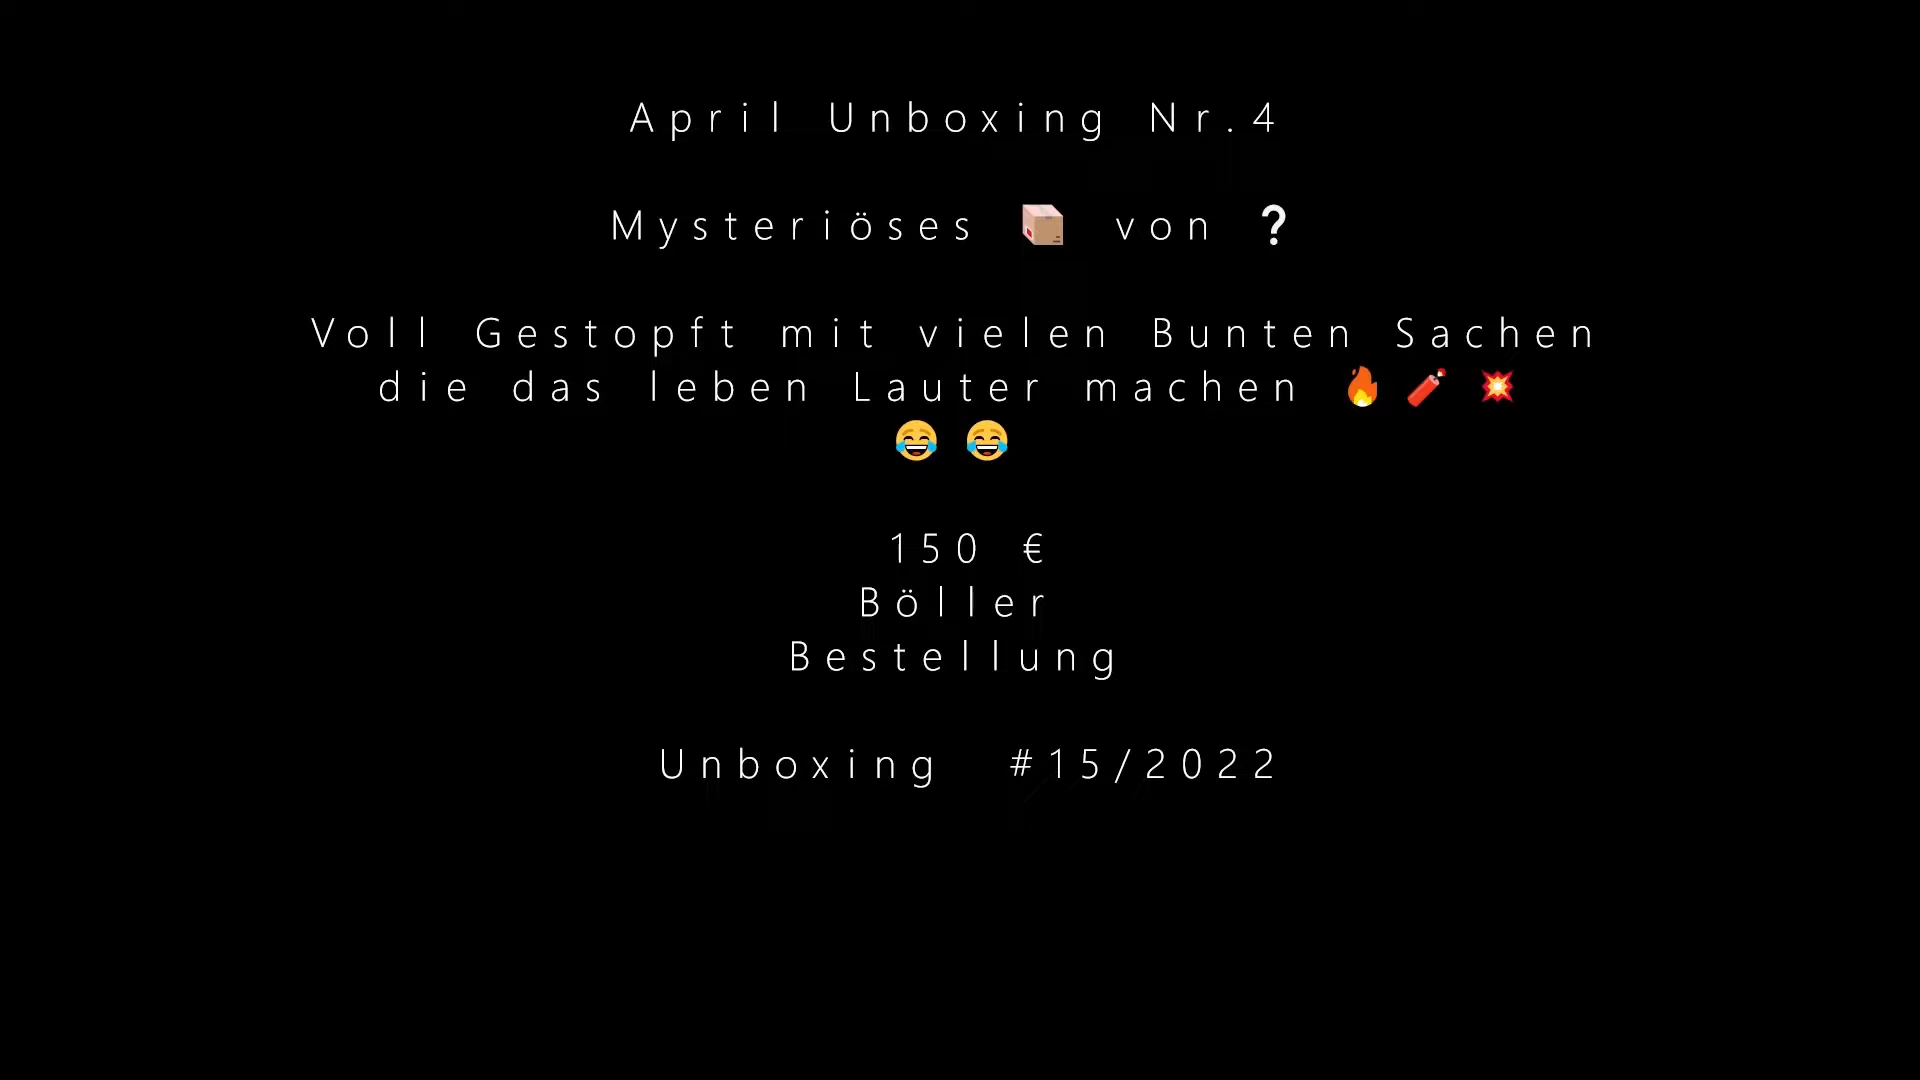 April Unboxing Nr.4
Mysteriöses 📦 von ❔
Voll Gestopft mit vielen Bunten Sachen
die das leben Lauter machen 🔥🧨💥
😂😂
150 €
Böller
Bestellung
Unboxing #15/2022